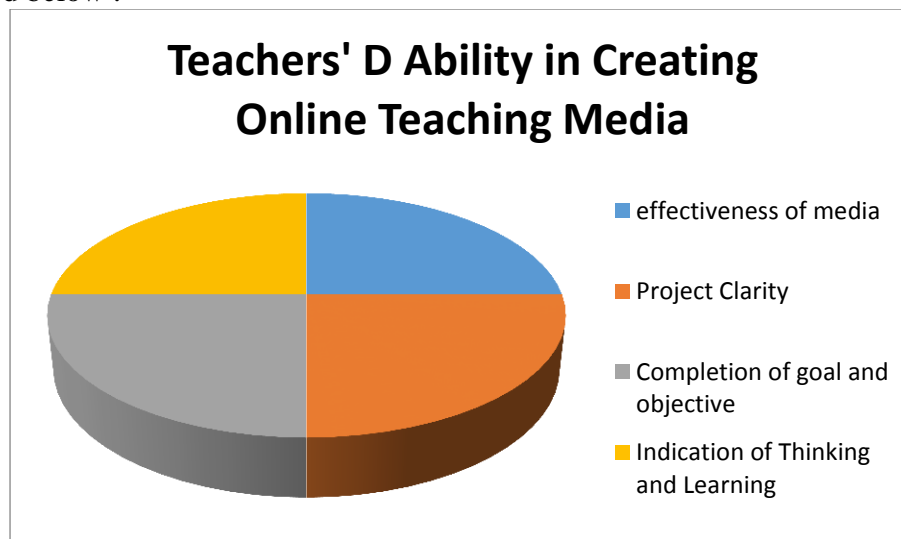 Teachers' D Ability in Creating
Online Teaching Media
effectiveness of media
Project Clarity
Completion of goal and
objective
Indication of Thinking
and Learning